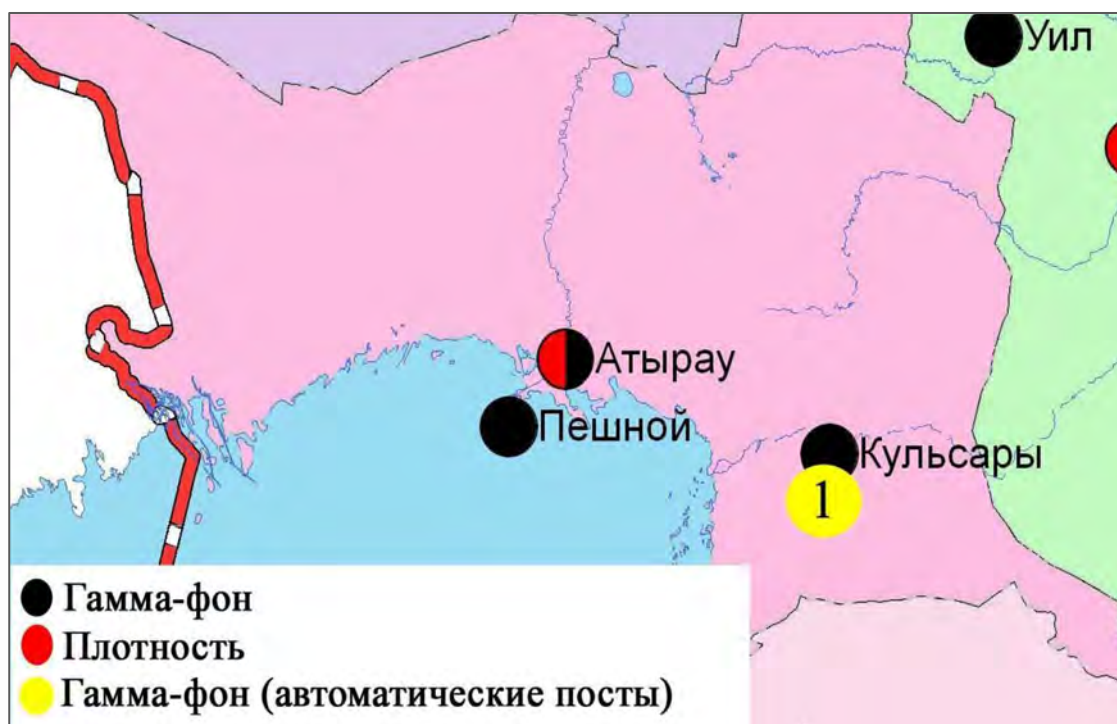 Уил
Атырау
Пешной
Кульсары
1
Гамма-фон
Плотность
Гамма-фон (автоматические посты)